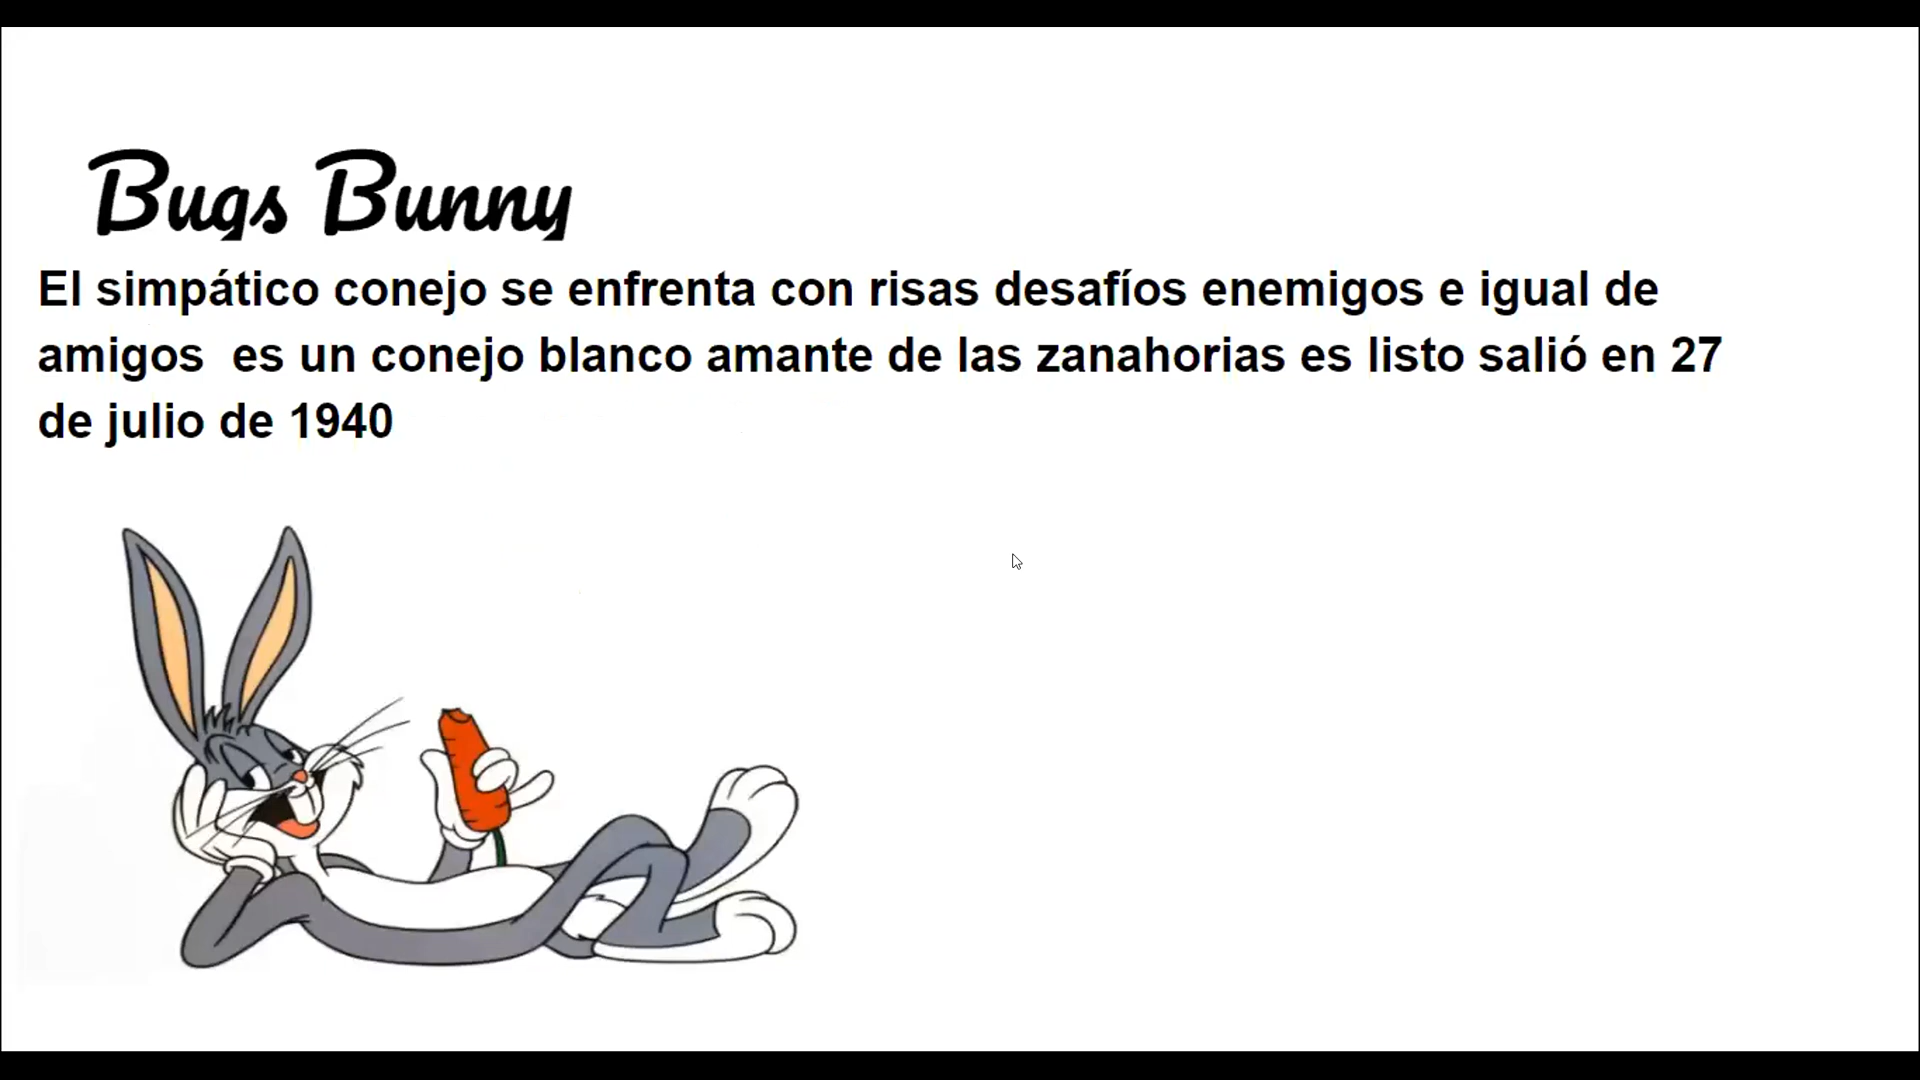 Bugs Bunny
El simpático conejo se enfrenta con risas desafíos enemigos e igual de
amigos  es un conejo blanco amante de las zanahorias es listo salió en 27
de julio de 1940